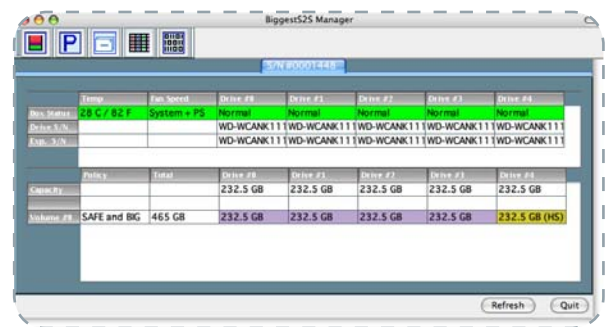 BiggestS2S Manager
P
S/N #0001448
Temp Fan Speed Drive #0 Drive #1 Drive #2 Drive #3 Drive #4
Box Status 28 C / 82 F System + PS Normal Normal Normal Normal Normal
Drive S/N WD-WCANK111 WD-WCANK111 WD-WCANK111 WD-WCANK111 WD-WCANK111
Exp. S/N WD-WCANK111 WD-WCANK111 WD-WCANK111 WD-WCANK111 WD-WCANK111
Policy Total Drive #0 Drive #1 Drive #2 Drive #3 Drive #4
Capacity 232.5 GB 232.5 GB 232.5 GB 232.5 GB 232.5 GB
Volume #0 SAFE and BIG 465 GB 232.5 GB 232.5 GB 232.5 GB 232.5 GB 232.5 GB (HS)
Refresh Quit